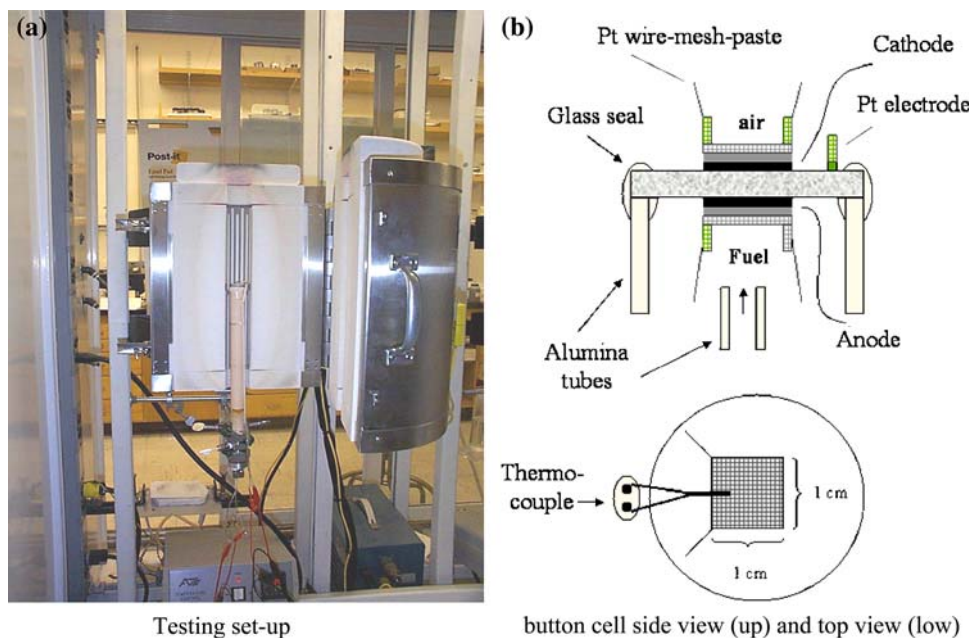 (a)
Post-it
(b)
Pt wire-mesh-paste
Cathode
Glass seal
Pt electrode
air
Fuel
Alumina
tubes
Anode
Thermo-
couple
1 cm
1 cm
Testing set-up
button cell side view (up) and top view (low)